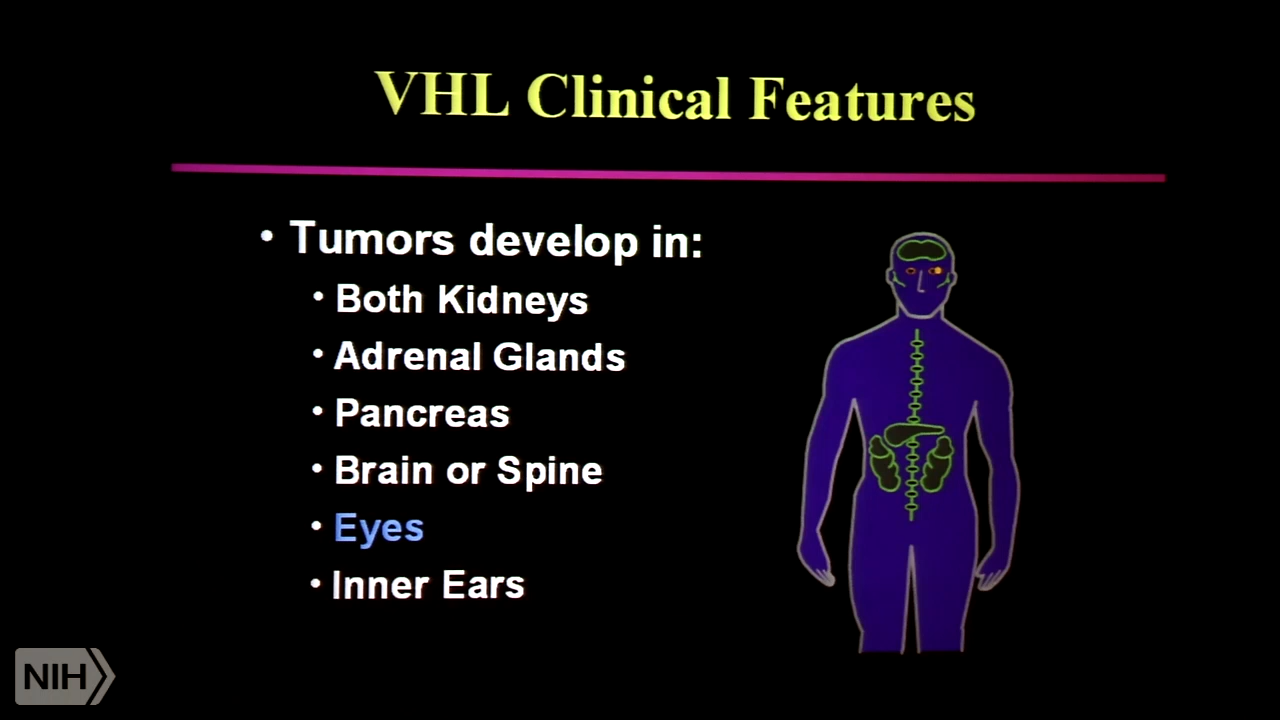 VHL Clinical Features
• Tumors develop in:
• Both Kidneys
• Adrenal Glands
• Pancreas
• Brain or Spine
• Eyes
• Inner Ears
NIH